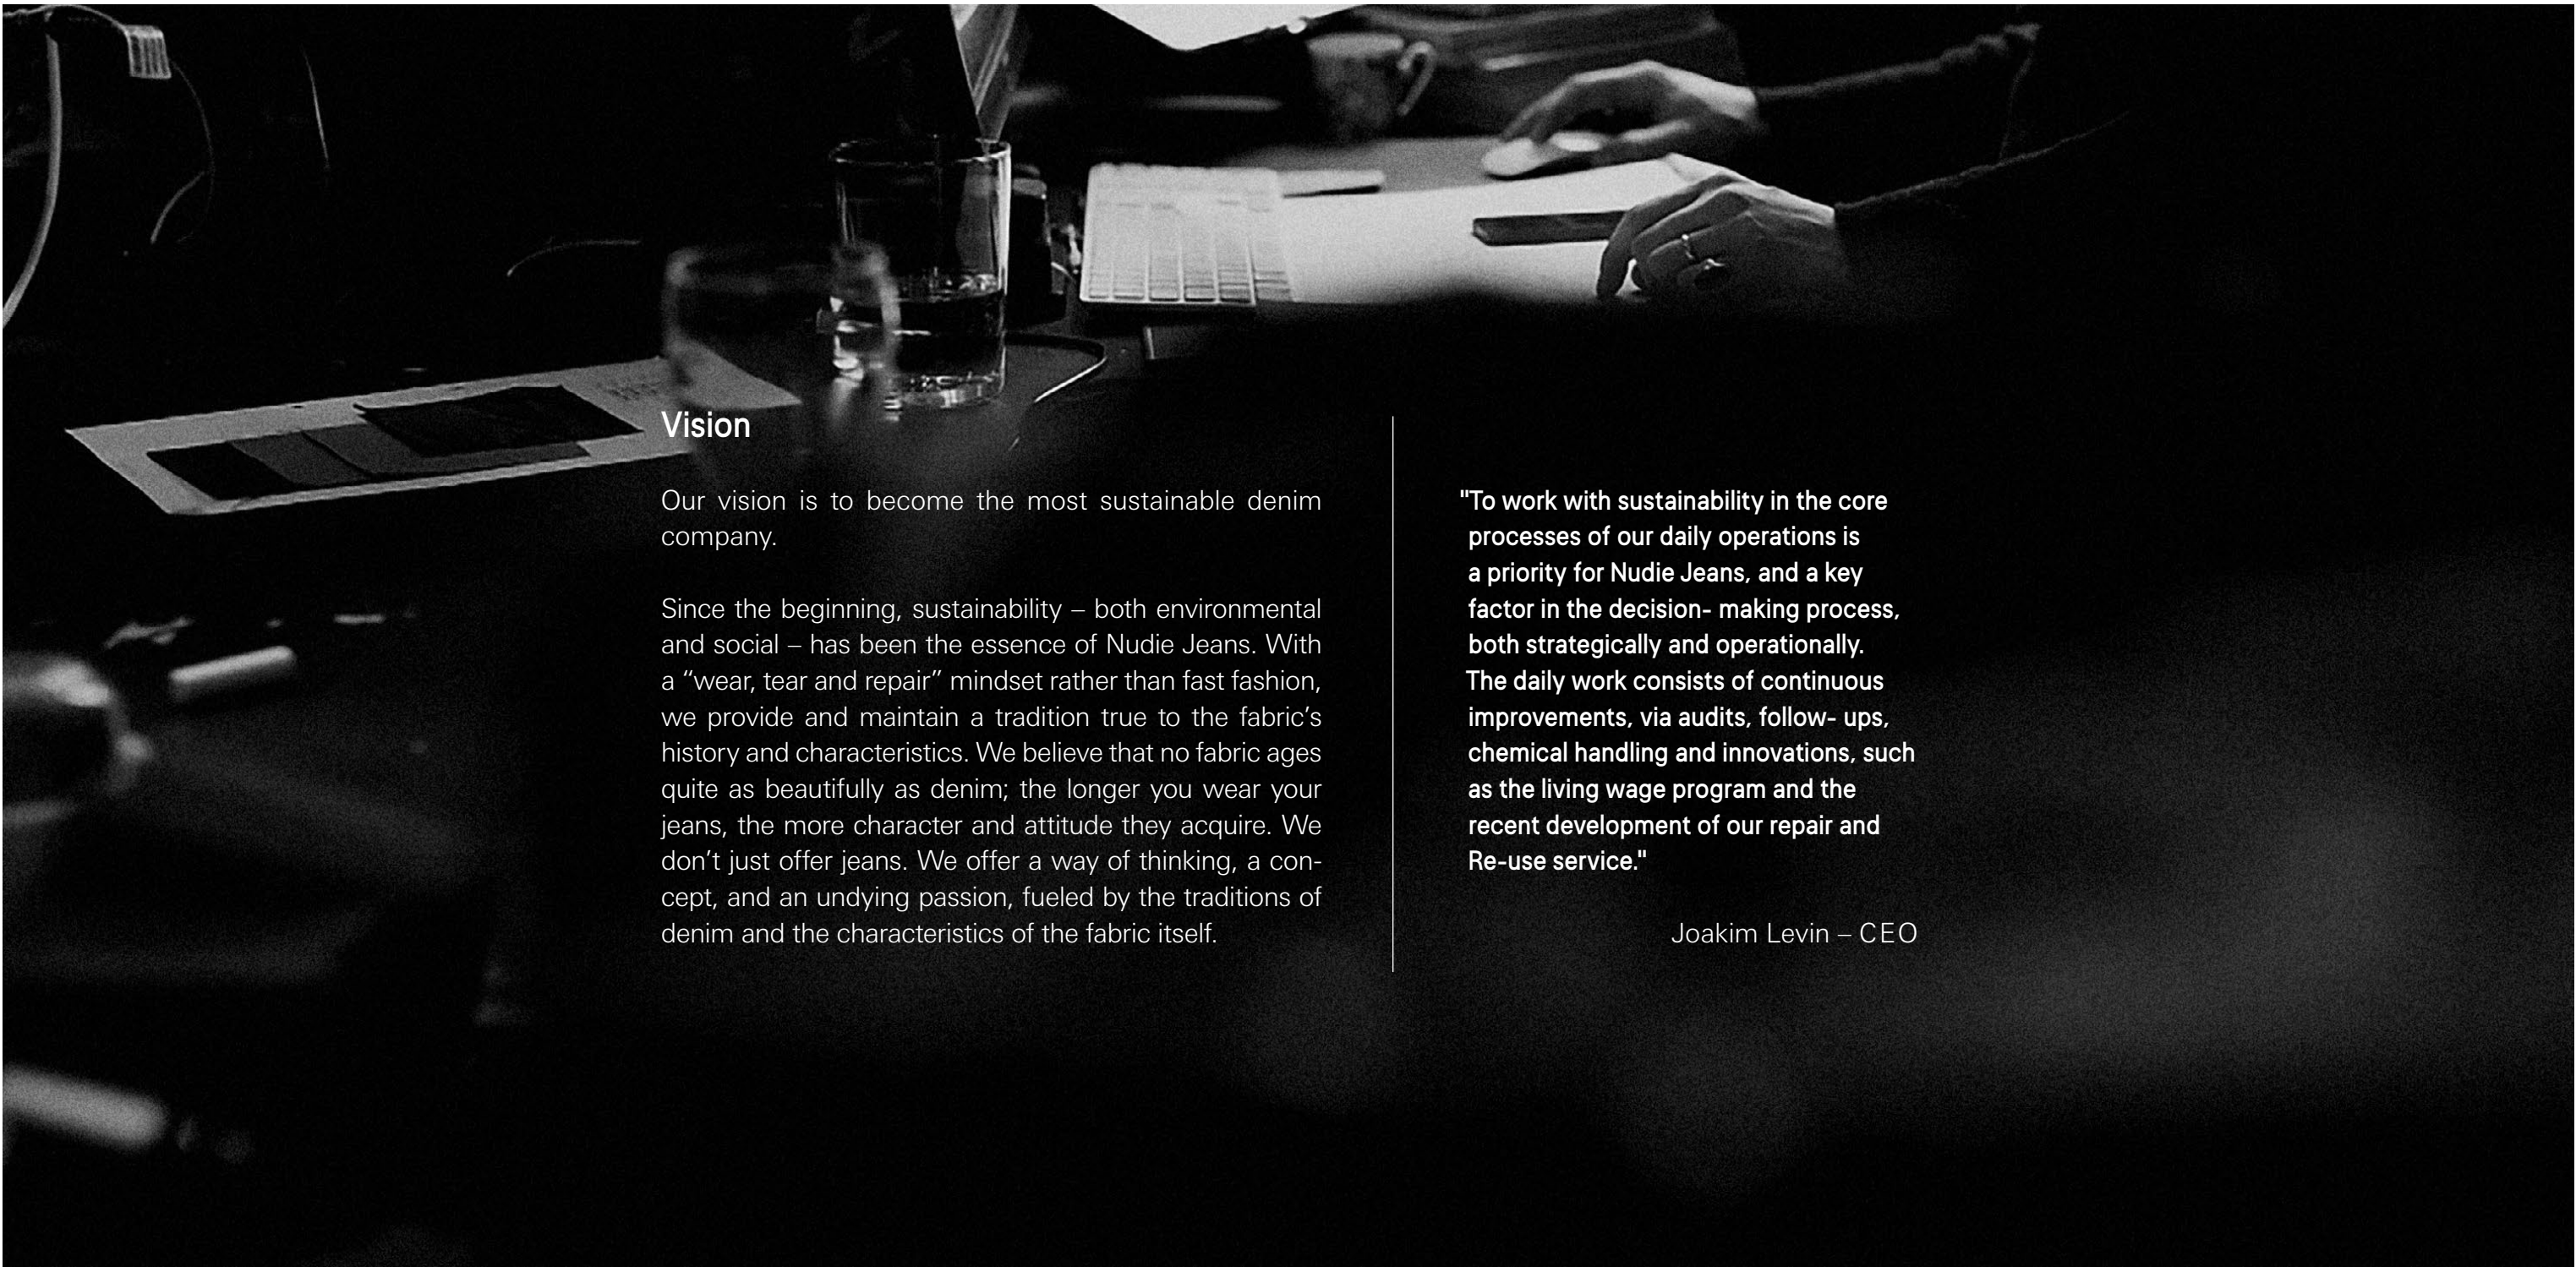 Vision
Our vision is to become the most sustainable denim
company.
Since the beginning, sustainability – both environmental
and social – has been the essence of Nudie Jeans. With
a “wear, tear and repair” mindset rather than fast fashion,
we provide and maintain a tradition true to the fabric’s
history and characteristics. We believe that no fabric ages
quite as beautifully as denim; the longer you wear your
jeans, the more character and attitude they acquire. We
don’t just offer jeans. We offer a way of thinking, a con-
cept, and an undying passion, fueled by the traditions of
denim and the characteristics of the fabric itself.
"To work with sustainability in the core
processes of our daily operations is
a priority for Nudie Jeans, and a key
factor in the decision- making process,
both strategically and operationally.
The daily work consists of continuous
improvements, via audits, follow- ups,
chemical handling and innovations, such
as the living wage program and the
recent development of our repair and
Re-use service."
Joakim Levin – CEO